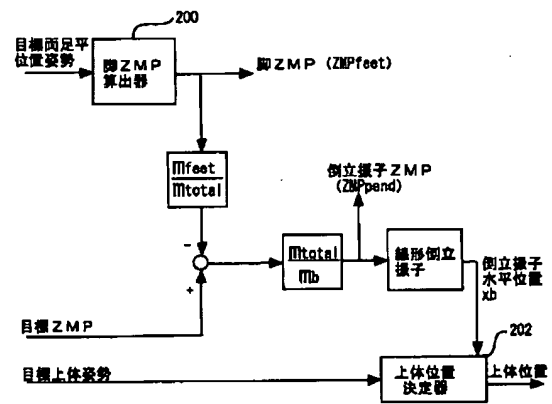 200
目標両足平
位置姿勢
脚ZMP
算出器
脚ZMP (ZMPfeet)
mfeet
mtotal
倒立振子ZMP
(ZMPpend)
-
+
mtotal
mb
線形倒立
振子
倒立振子
水平位置
xb
目標ZMP
202
目標上体姿勢
上体位置
決定器
上体位置